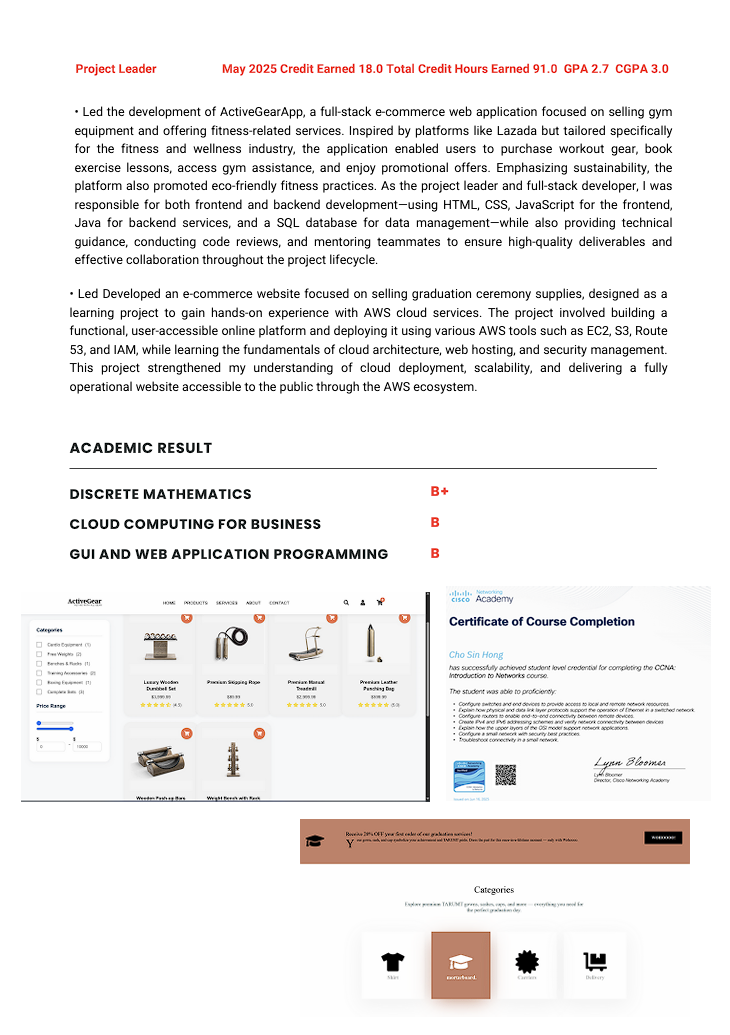 Project Leader May 2025 Credit Earned 18.0 Total Credit Hours Earned 91.0 GPA 2.7 CGPA 3.0
• Led the development of ActiveGearApp, a full-stack e-commerce web application focused on selling gym
equipment and offering fitness-related services. Inspired by platforms like Lazada but tailored specifically
for the fitness and wellness industry, the application enabled users to purchase workout gear, book
exercise lessons, access gym assistance, and enjoy promotional offers. Emphasizing sustainability, the
platform also promoted eco-friendly fitness practices. As the project leader and full-stack developer, I was
responsible for both frontend and backend development—using HTML, CSS, JavaScript for the frontend,
Java for backend services, and a SQL database for data management—while also providing technical
guidance, conducting code reviews, and mentoring teammates to ensure high-quality deliverables and
effective collaboration throughout the project lifecycle.
• Led Developed an e-commerce website focused on selling graduation ceremony supplies, designed as a
learning project to gain hands-on experience with AWS cloud services. The project involved building a
functional, user-accessible online platform and deploying it using various AWS tools such as EC2, S3, Route
53, and IAM, while learning the fundamentals of cloud architecture, web hosting, and security management.
This project strengthened my understanding of cloud deployment, scalability, and delivering a fully
operational website accessible to the public through the AWS ecosystem.
ACADEMIC RESULT
DISCRETE MATHEMATICS B+
CLOUD COMPUTING FOR BUSINESS B
GUI AND WEB APPLICATION PROGRAMMING B
ActiveGear
HOME PRODUCTS SERVICES ABOUT CONTACT
Categories
Cardio Equipment (1)
Free Weights (2)
Benches & Racks (1)
Training Accessories (2)
Boxing Equipment (1)
Complete Sets (3)
Price Range
$ $
0 - 10000
Luxury Wooden
Dumbbell Set
(4.5)
Premium Skipping Rope
5.0
Premium Manual
Treadmill
5.0
Premium Leather
Punching Bag
(5.0)
Wooden Push up Bars
Weight Bench with Rack
CISCO Networking
Academy
Certificate of Course Completion
Cho Sin Hong
has successfully achieved student level credential for completing the CCNA:
Introduction to Networks course.
The student was able to proficiently:
• Configure switches and end devices to provide access to local and remote network resources.
• Explain how physical and data link layer protocols support the operation of Ethernet in a switched network.
• Configure routers to enable end-to-end connectivity between remote devices.
• Create IPv4 and IPv6 addressing schemes and verify network connectivity between devices
• Explain how the upper layers of the OSI model support network applications.
• Configure a small network with security best practices.
• Troubleshoot connectivity in a small network.
Lynn Bloomer
Lynn Bloomer
Director, Cisco Networking Academy
Receive 20% OFF your first order of our graduation services!
Categories
Explore premium TARUMT gowns, sashes, caps, and more — everything you need for
the perfect graduation day.
Shirt
mortarboard
Delivery